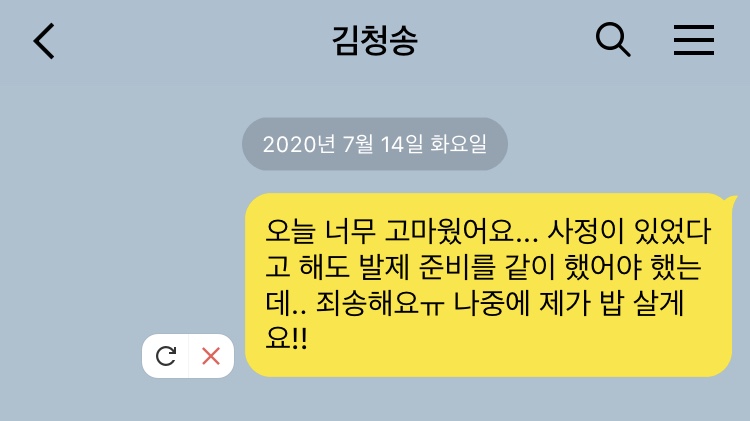 김청송
2020년 7월 14일 화요일
오늘 너무 고마웠어요... 사정이 있었다
고 해도 발제 준비를 같이 했어야 했는
데.. 죄송해요ㅠ 나중에 제가 밥 살게
요!!